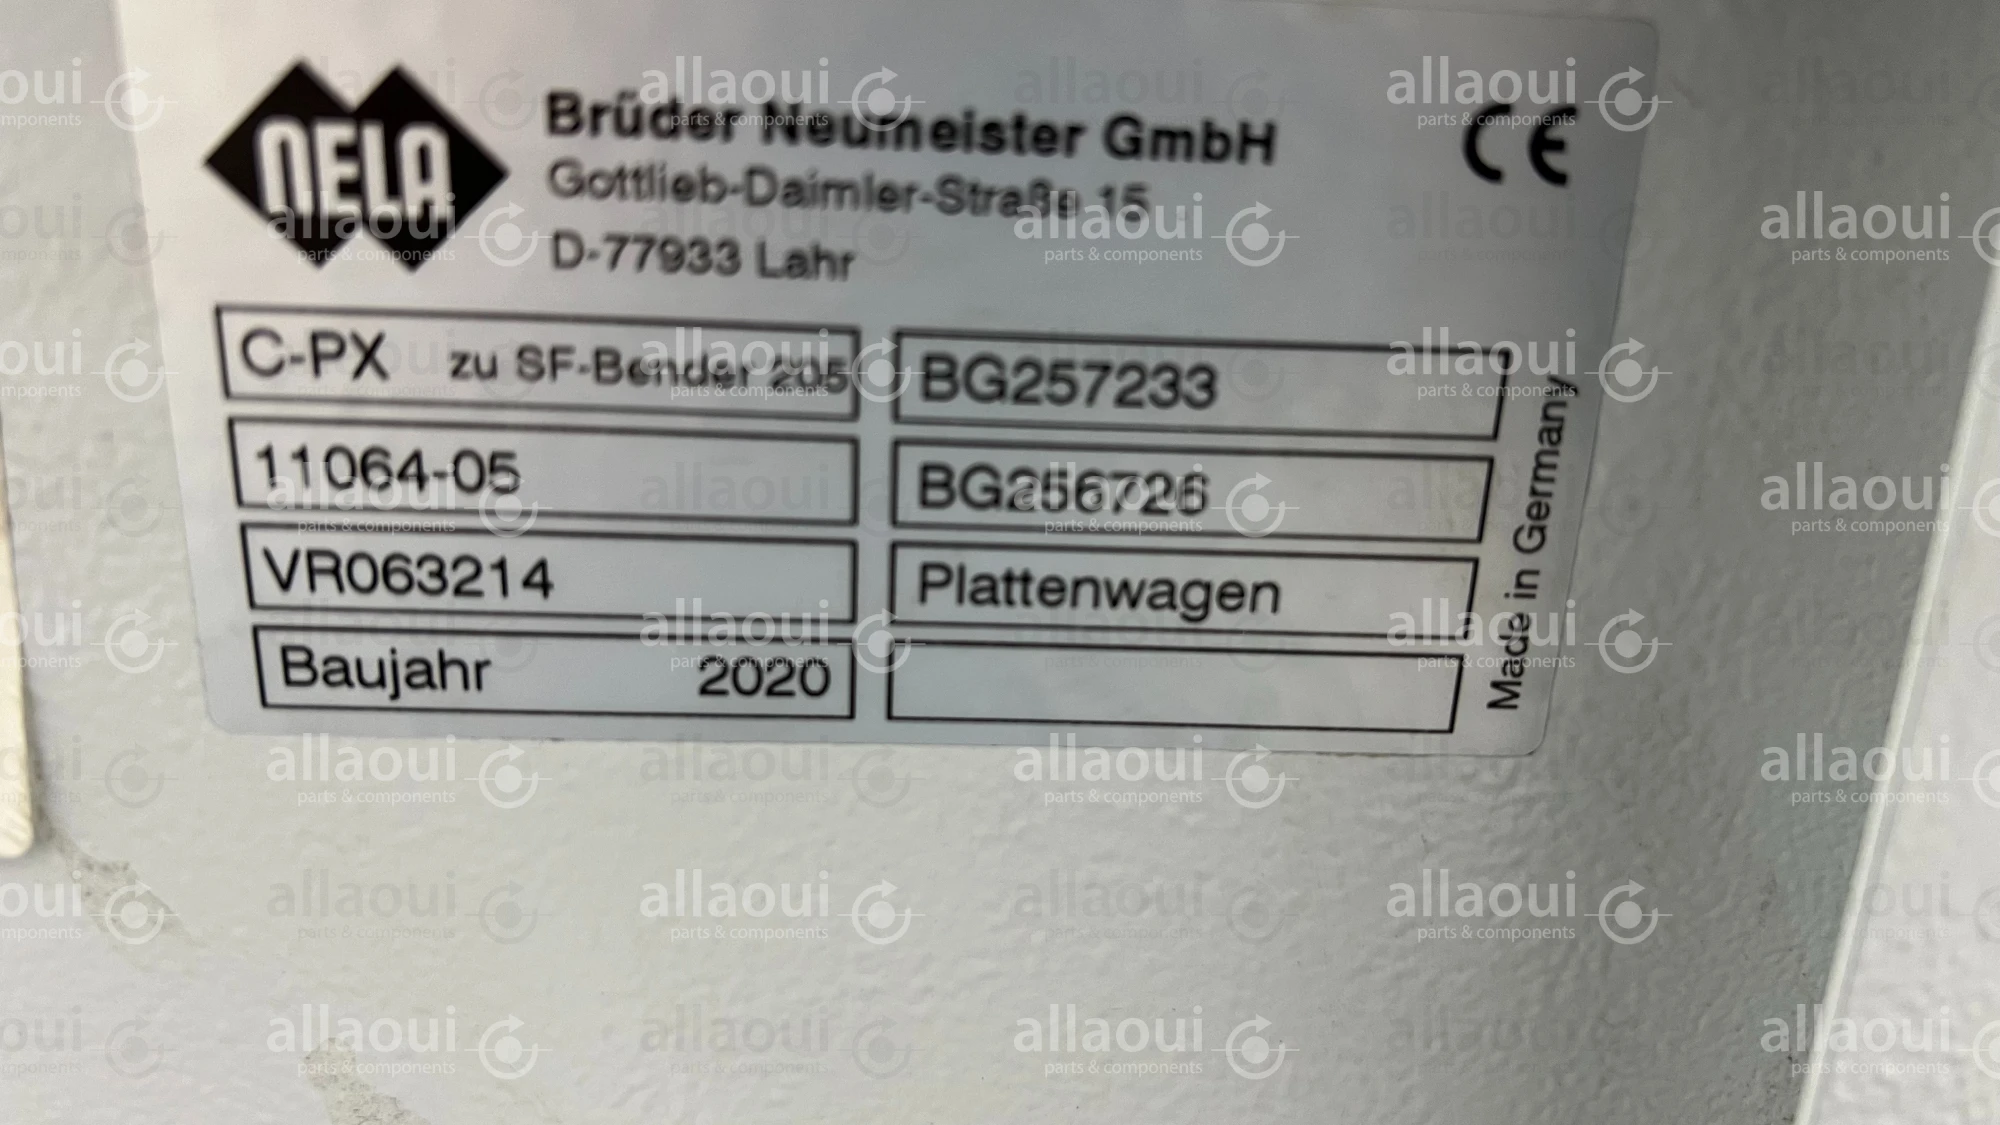 NELA
Brüder Neumeister GmbH
Gottlieb-Daimler-Straße 15
D-77933 Lahr
CE
C-PX zu SF-Bender 205
BG257233
11064-05
BG256726
VR063214
Plattenwagen
Baujahr 2020
Made in Germany
allaoui
parts & components